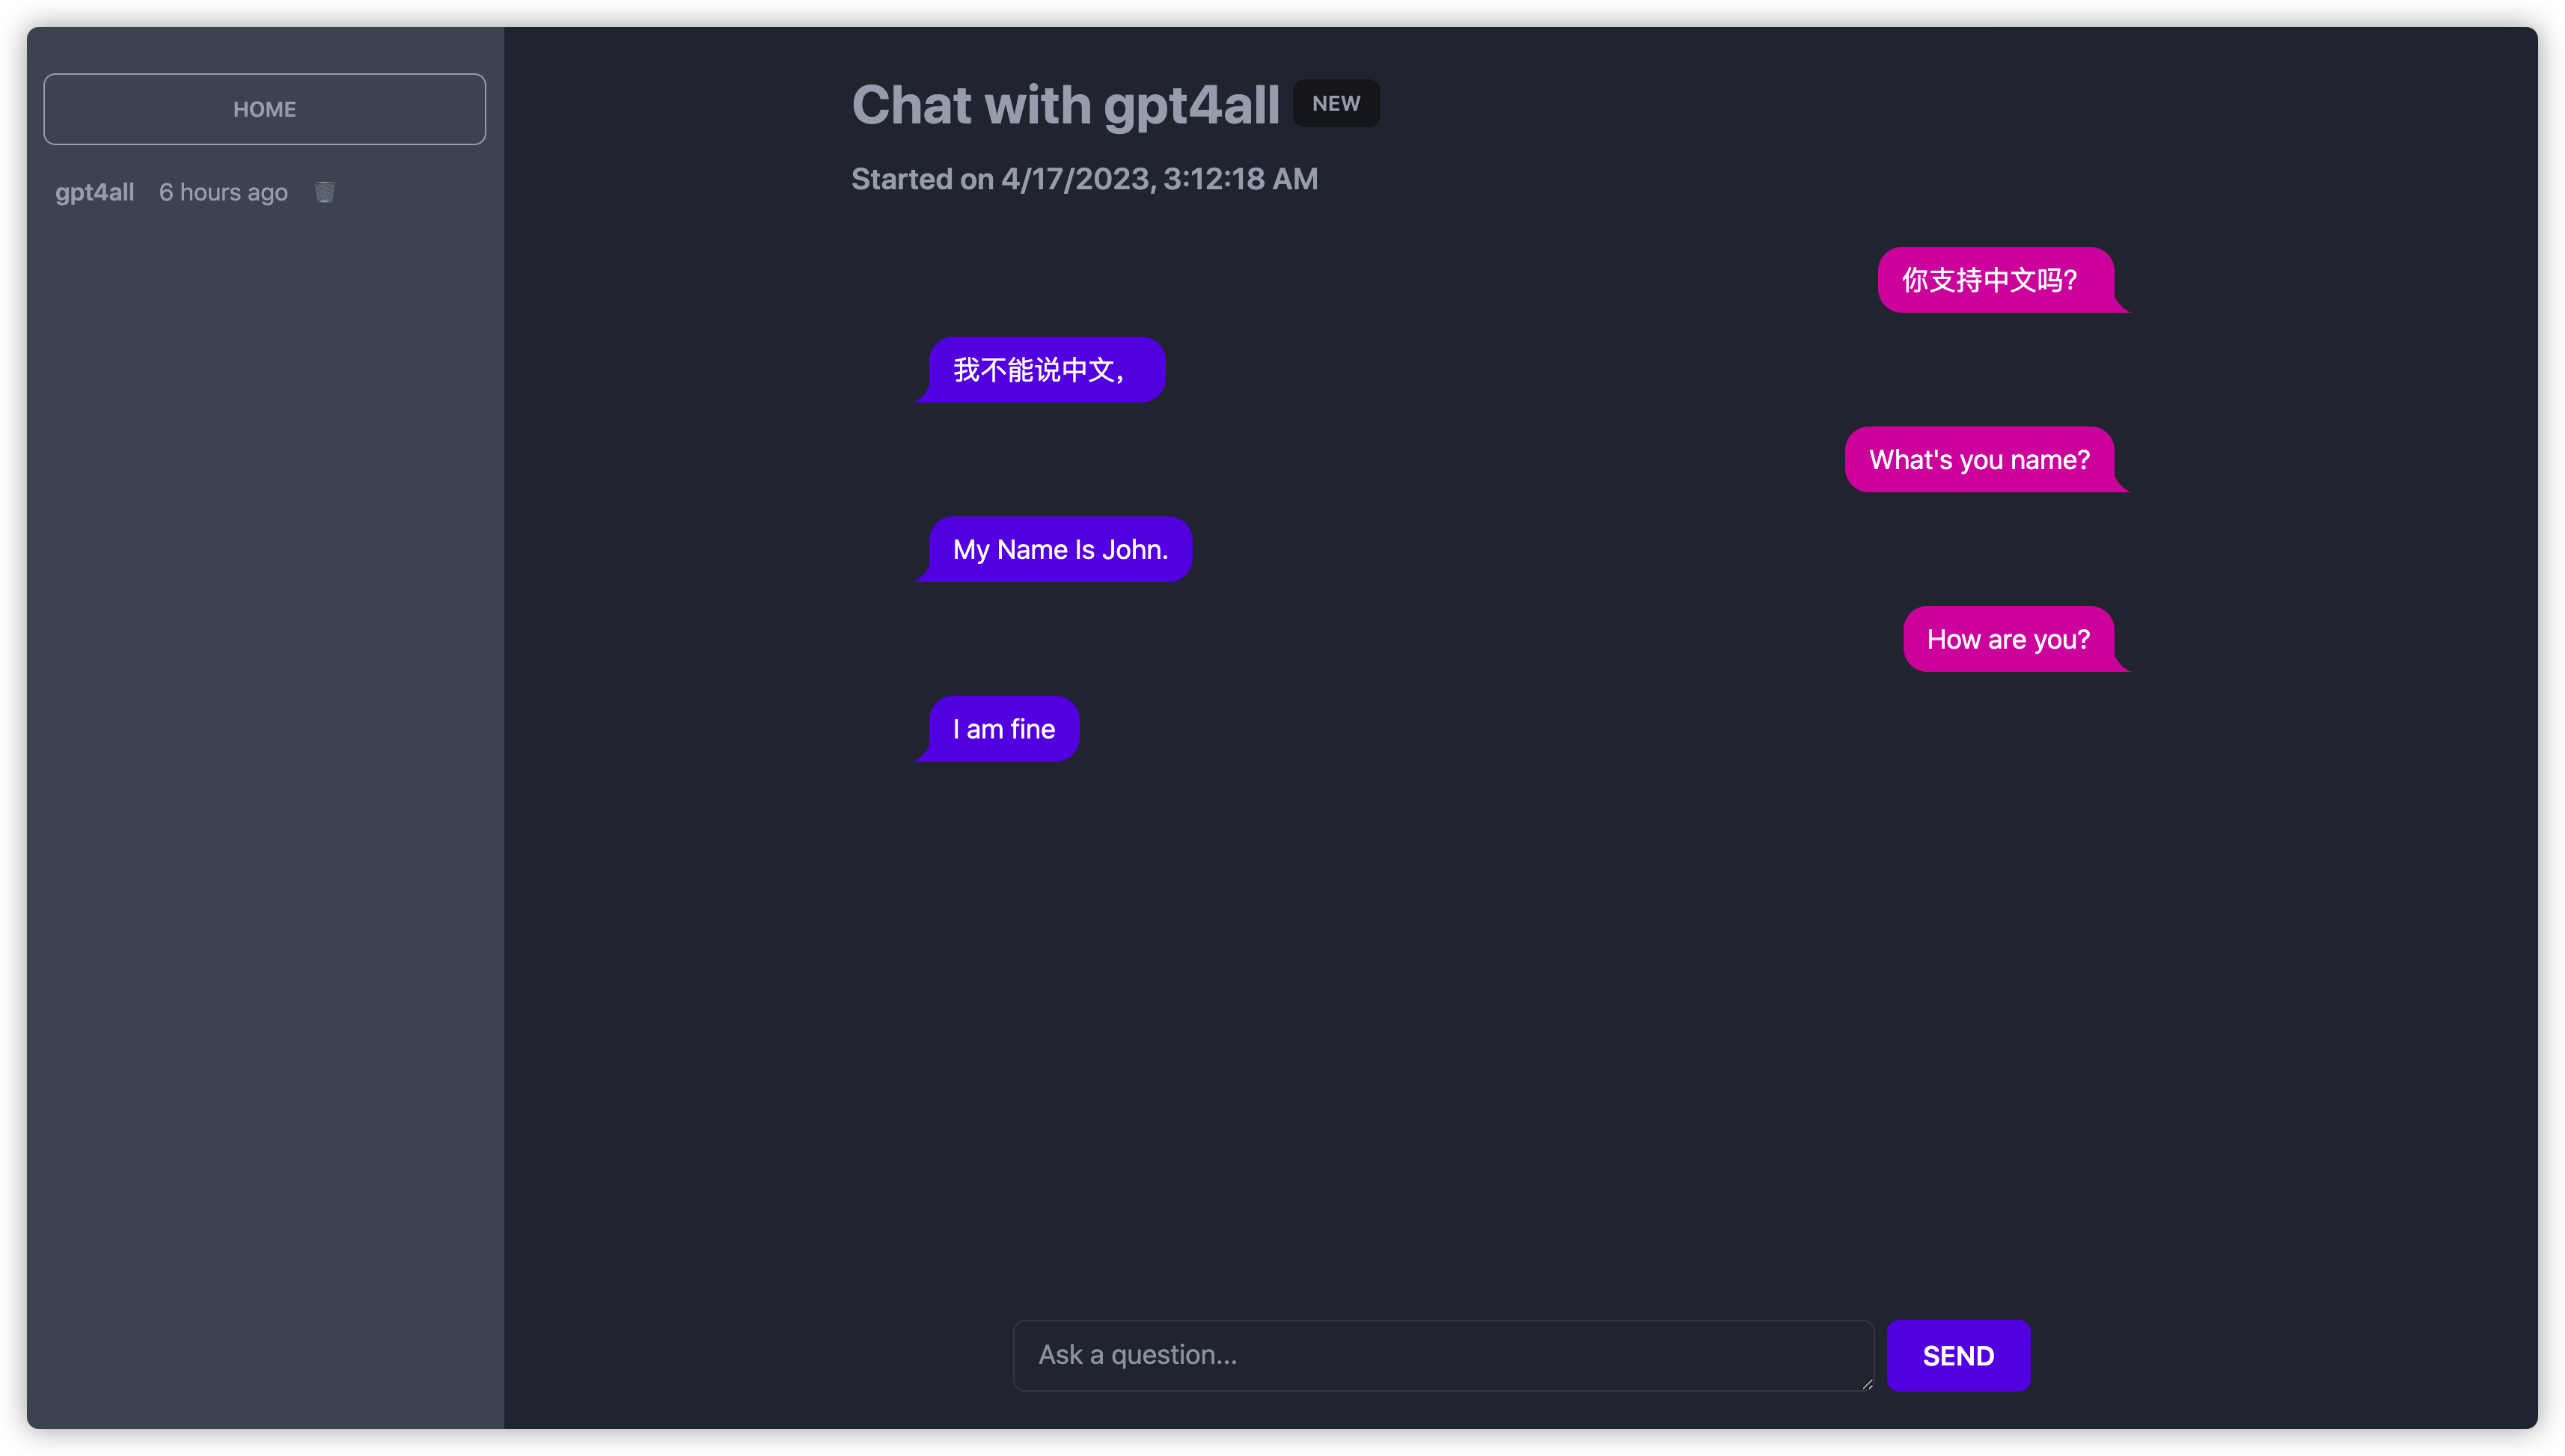 HOME
gpt4all 6 hours ago
Chat with gpt4all NEW
Started on 4/17/2023, 3:12:18 AM
你支持中文吗？
我不能说中文，
What's you name?
My Name Is John.
How are you?
I am fine
Ask a question...
SEND